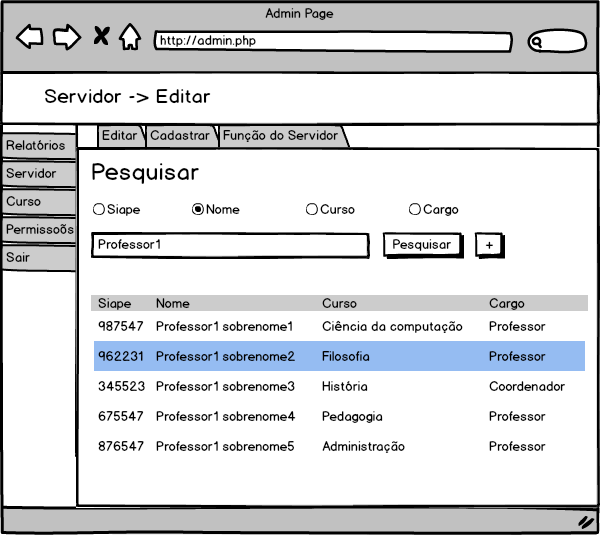 Admin Page
http://admin.php
Servidor -> Editar
Relatórios
Servidor
Curso
Permissoõs
Sair
Editar Cadastrar Função do Servidor
Pesquisar
Siape Nome Curso Cargo
Professor1 Pesquisar +
Siape Nome Curso Cargo
987547 Professor1 sobrenome1 Ciência da computação Professor
962231 Professor1 sobrenome2 Filosofia Professor
345523 Professor1 sobrenome3 História Coordenador
675547 Professor1 sobrenome4 Pedagogia Professor
876547 Professor1 sobrenome5 Administração Professor